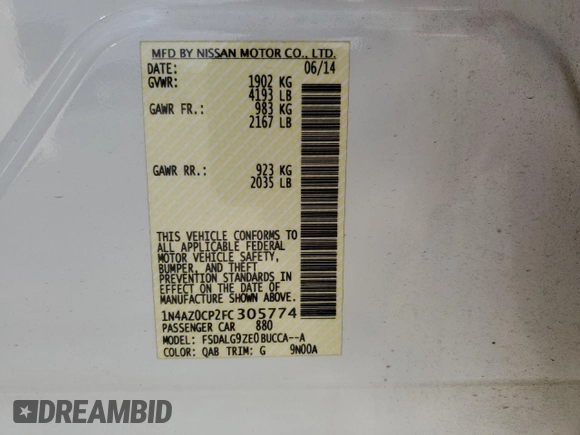 MFD BY NISSAN MOTOR CO., LTD.
DATE: 06/14
GVWR: 1902 KG
4193 LB
GAWR FR.: 983 KG
2167 LB
GAWR RR.: 923 KG
2035 LB
THIS VEHICLE CONFORMS TO
ALL APPLICABLE FEDERAL
MOTOR VEHICLE SAFETY,
BUMPER, AND THEFT
PREVENTION STANDARDS IN
EFFECT ON THE DATE OF
MANUFACTURE SHOWN ABOVE.
1N4AZ0CP2FC305774
PASSENGER CAR 880
MODEL: FSDALG9ZE0BUCCA--A
COLOR: QAB TRIM: G 9N00A
DREAMBID